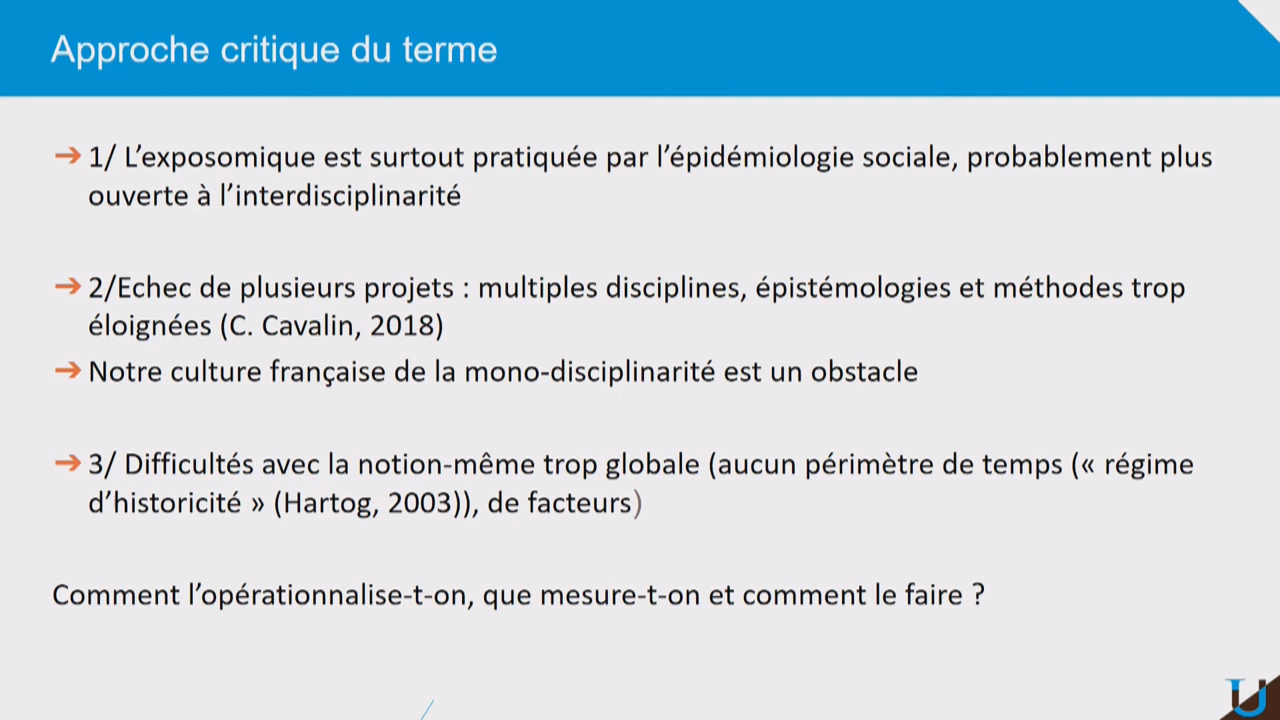 Approche critique du terme
➔ 1/ L’exposomique est surtout pratiquée par l’épidémiologie sociale, probablement plus
ouverte à l’interdisciplinarité
➔ 2/Echec de plusieurs projets : multiples disciplines, épistémologies et méthodes trop
éloignées (C. Cavalin, 2018)
➔ Notre culture française de la mono-disciplinarité est un obstacle
➔ 3/ Difficultés avec la notion-même trop globale (aucun périmètre de temps (« régime
d’historicité » (Hartog, 2003)), de facteurs)
Comment l’opérationnalise-t-on, que mesure-t-on et comment le faire ?
U